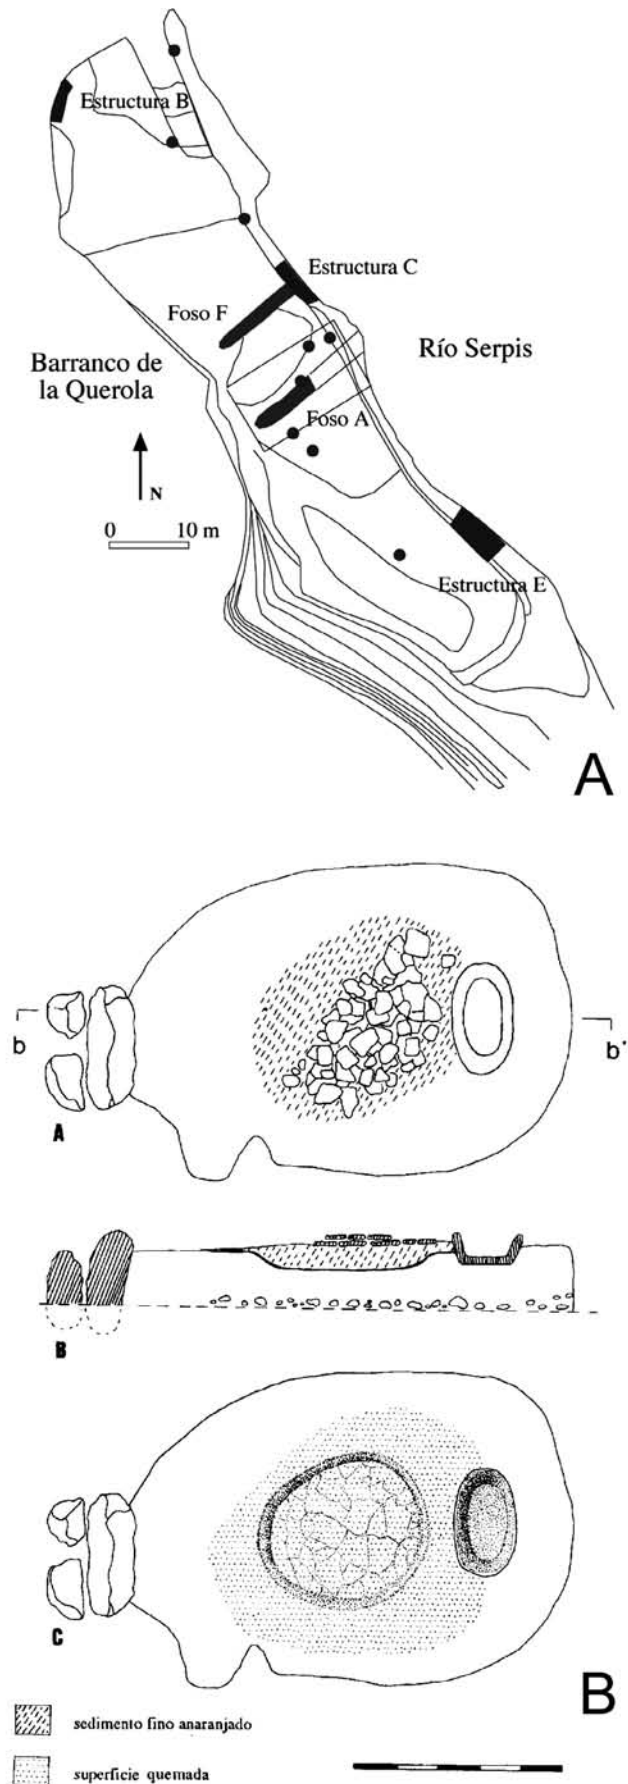 Estructura B
Estructura C
Foso F
Río Serpis
Barranco de
la Querola
Foso A
N
0 10 m
Estructura E
A
b
b'
A
B
C
B
sedimento fino anaranjado
superficie quemada